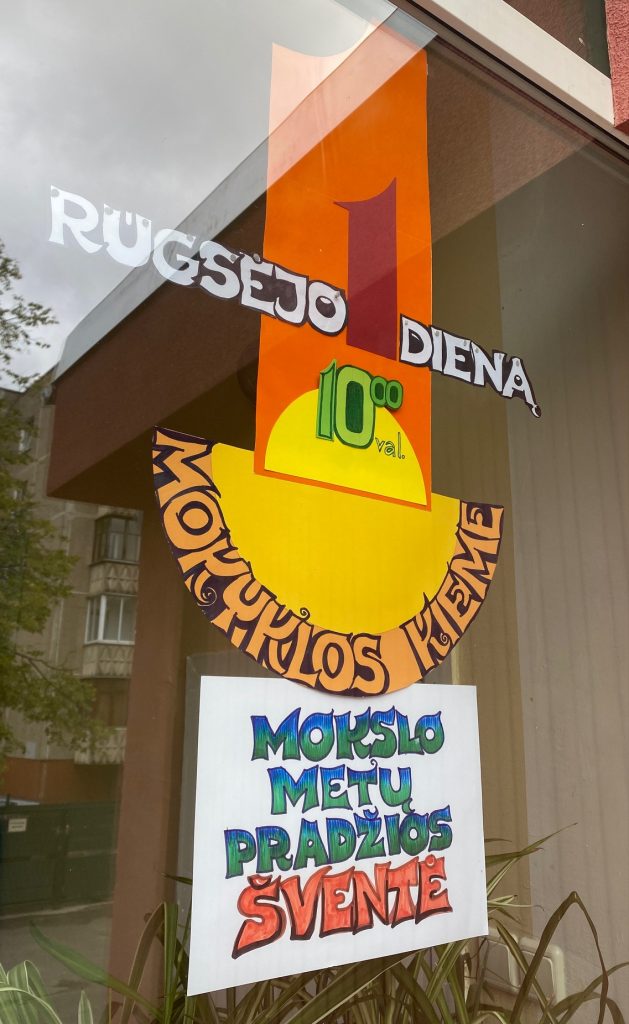 RUGSĖJO 1 DIENĄ
10⁰⁰ val.
MOKYKLOS KIEME
MOKSLO
METŲ
PRADŽIOS
ŠVENTĖ